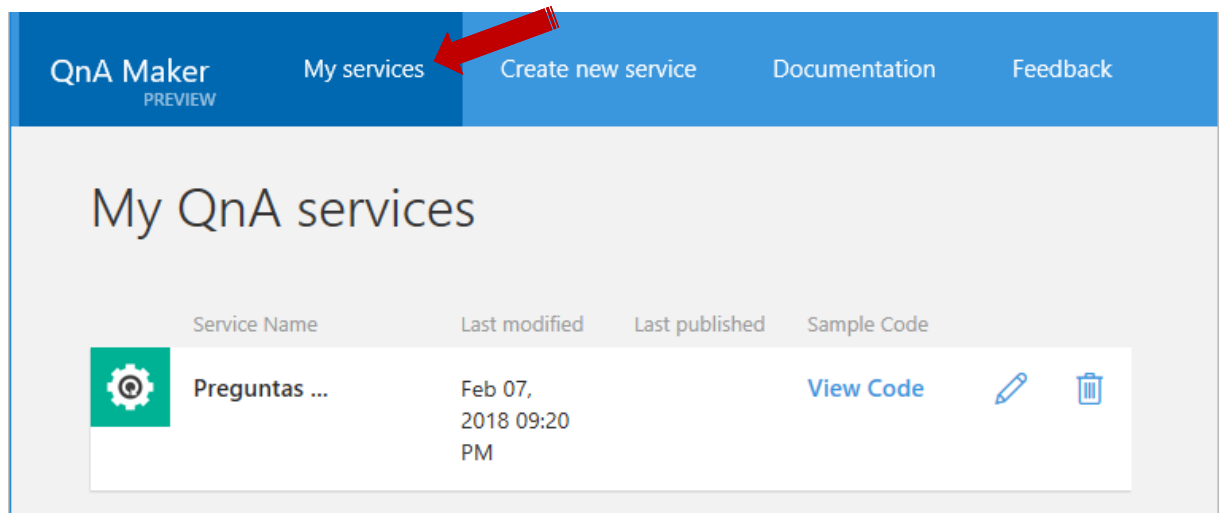 QnA Maker My services Create new service Documentation Feedback
PREVIEW
My QnA services
Service Name Last modified Last published Sample Code
Preguntas ... Feb 07, View Code
2018 09:20
PM